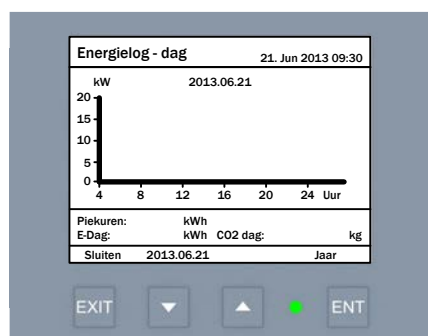 Energielog - dag 21. Jun 2013 09:30
kW 2013.06.21
20
15
10
5
0
4 8 12 16 20 24 Uur
Piekuren: kWh
E-Dag: kWh CO2 dag: kg
Sluiten 2013.06.21 Jaar
EXIT ENT